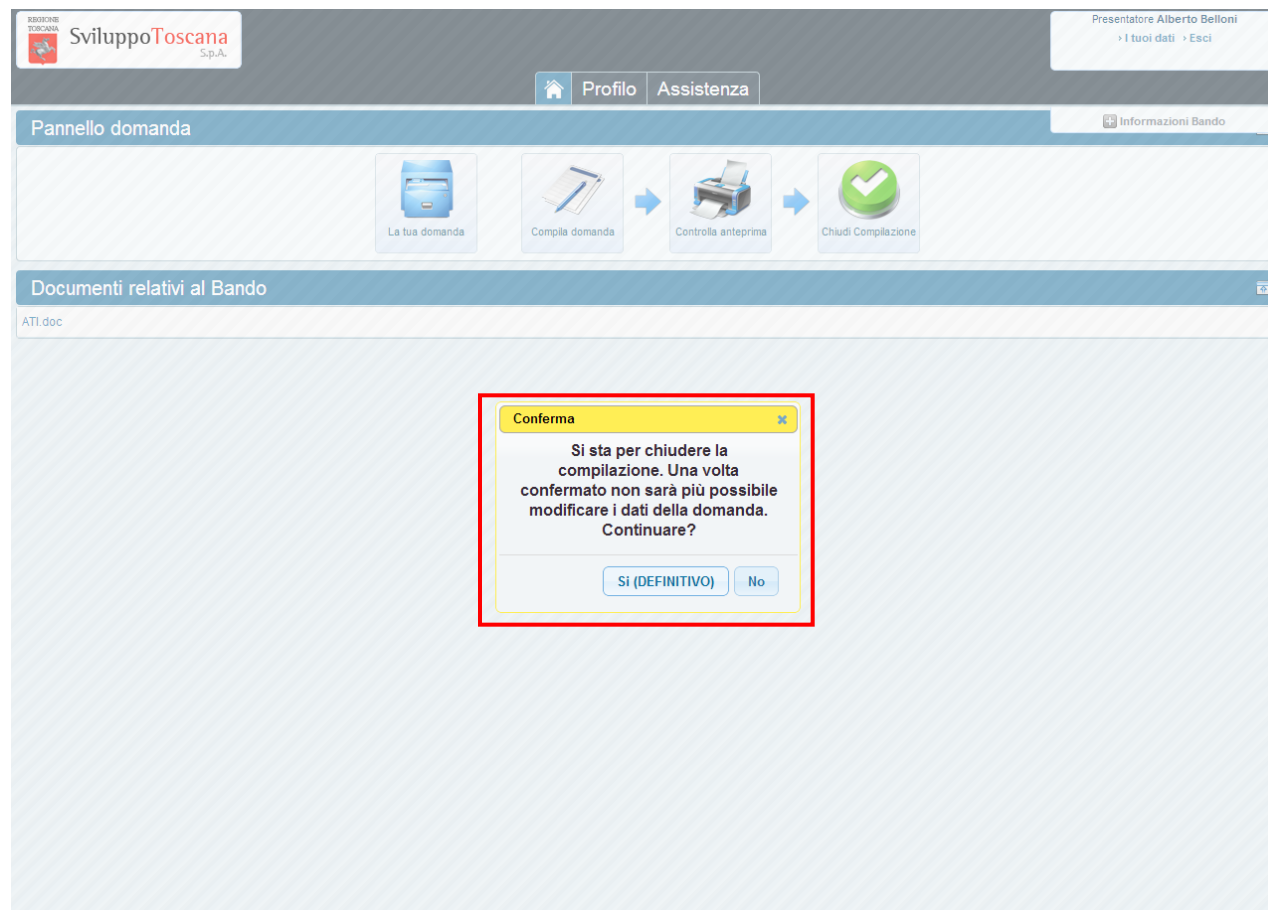 REGIONE
TOSCANA
SviluppoToscana
S.p.A.
Presentatore Alberto Belloni
› I tuoi dati › Esci
Profilo Assistenza
Informazioni Bando
Pannello domanda
La tua domanda
Compila domanda
Controlla anteprima
Chiudi Compilazione
Documenti relativi al Bando
ATI.doc
Conferma
Si sta per chiudere la
compilazione. Una volta
confermato non sarà più possibile
modificare i dati della domanda.
Continuare?
Si (DEFINITIVO) No